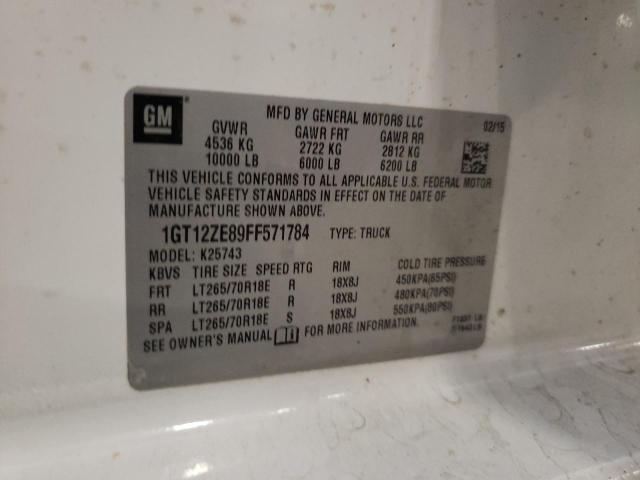 GM
MFD BY GENERAL MOTORS LLC 02/15
GVWR GAWR FRT GAWR RR
4536 KG 2722 KG 2812 KG
10000 LB 6000 LB 6200 LB
THIS VEHICLE CONFORMS TO ALL APPLICABLE U.S. FEDERAL MOTOR
VEHICLE SAFETY STANDARDS IN EFFECT ON THE DATE OF
MANUFACTURE SHOWN ABOVE.
1GT12ZE89FF571784 TYPE: TRUCK
MODEL: K25743
KBVS TIRE SIZE SPEED RTG RIM COLD TIRE PRESSURE
FRT LT265/70R18E R 18X8J 450KPA(65PSI)
RR LT265/70R18E R 18X8J 480KPA(70PSI)
SPA LT265/70R18E S 18X8J 550KPA(80PSI)
SEE OWNER'S MANUAL FOR MORE INFORMATION.